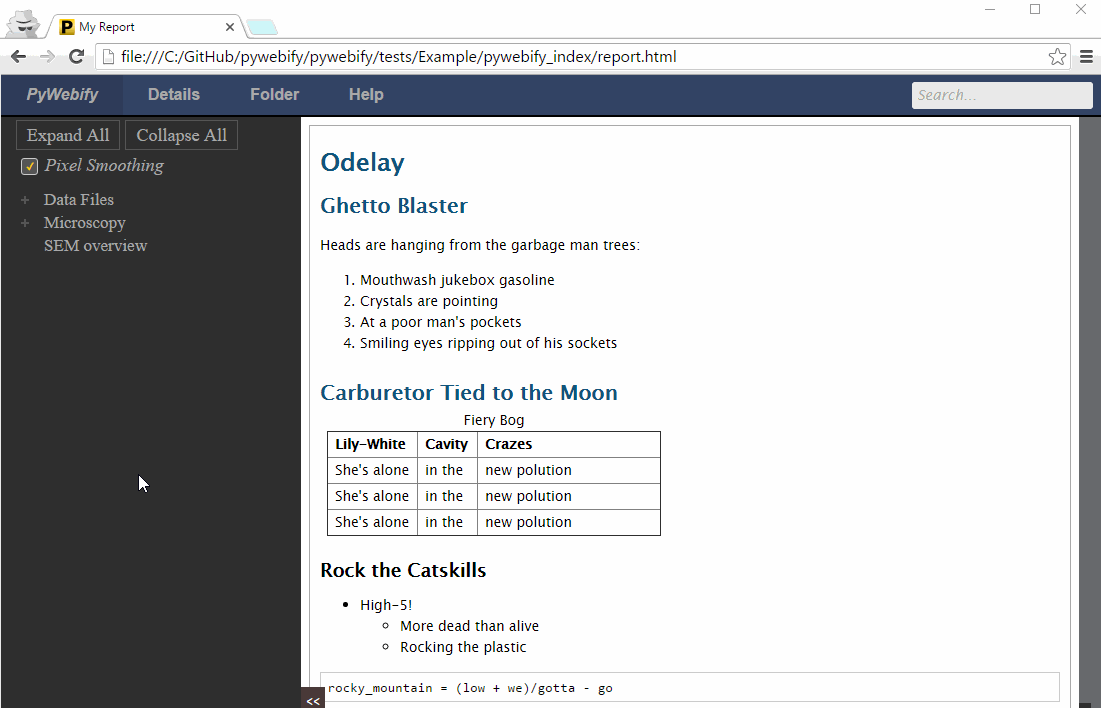 My Report
file:///C:/GitHub/pywebify/pywebify/tests/Example/pywebify_index/report.html
PyWebify Details Folder Help Search...
Expand All Collapse All
Pixel Smoothing
+ Data Files
+ Microscopy
SEM overview
Odelay
Ghetto Blaster
Heads are hanging from the garbage man trees:
1. Mouthwash jukebox gasoline
2. Crystals are pointing
3. At a poor man's pockets
4. Smiling eyes ripping out of his sockets
Carburetor Tied to the Moon
Fiery Bog
Lily-White Cavity Crazes
She's alone in the new polution
She's alone in the new polution
She's alone in the new polution
Rock the Catskills
• High-5!
◦ More dead than alive
◦ Rocking the plastic
rocky_mountain = (low + we)/gotta - go
<<